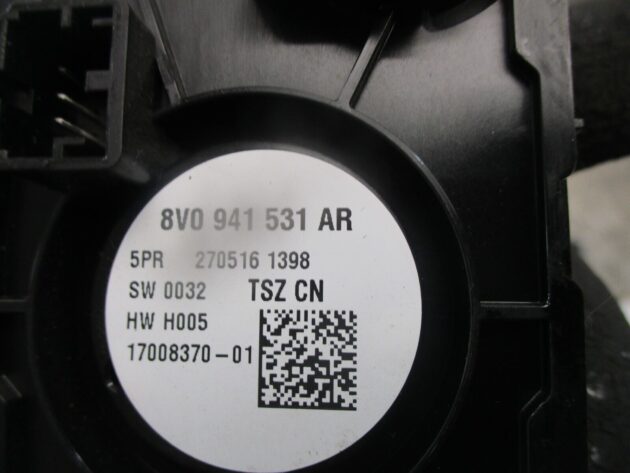 8V0 941 531 AR
5PR 270516 1398
SW 0032 TSZ CN
HW H005
17008370-01